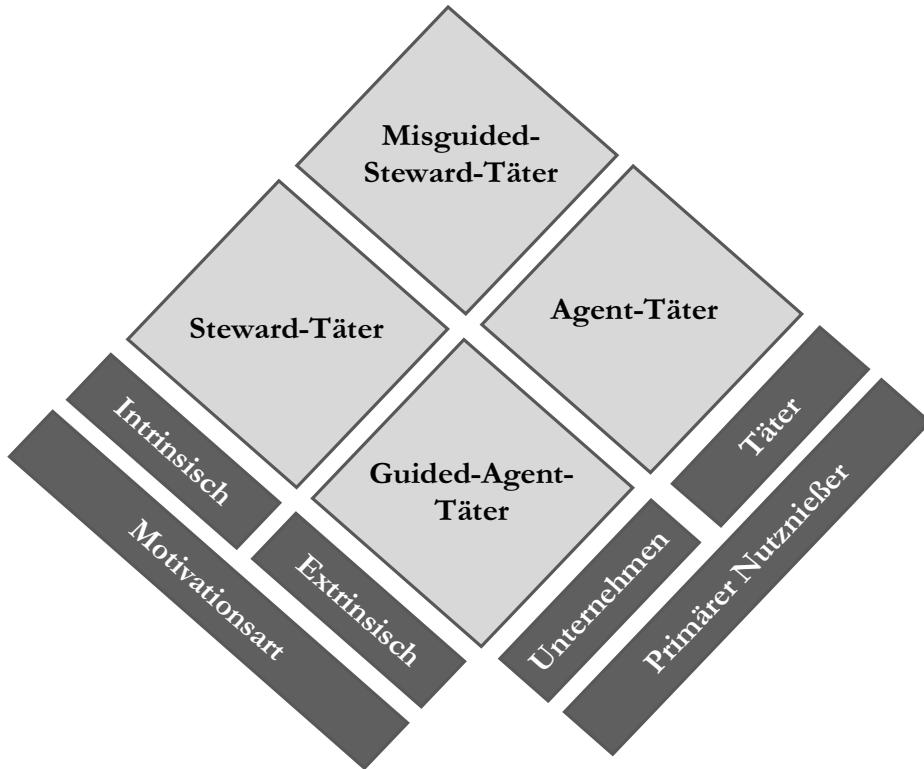 Misguided-
Steward-Täter
Steward-Täter
Agent-Täter
Guided-Agent-
Täter
Intrinsisch
Extrinsisch
Motivationsart
Unternehmen
Täter
Primärer Nutznießer